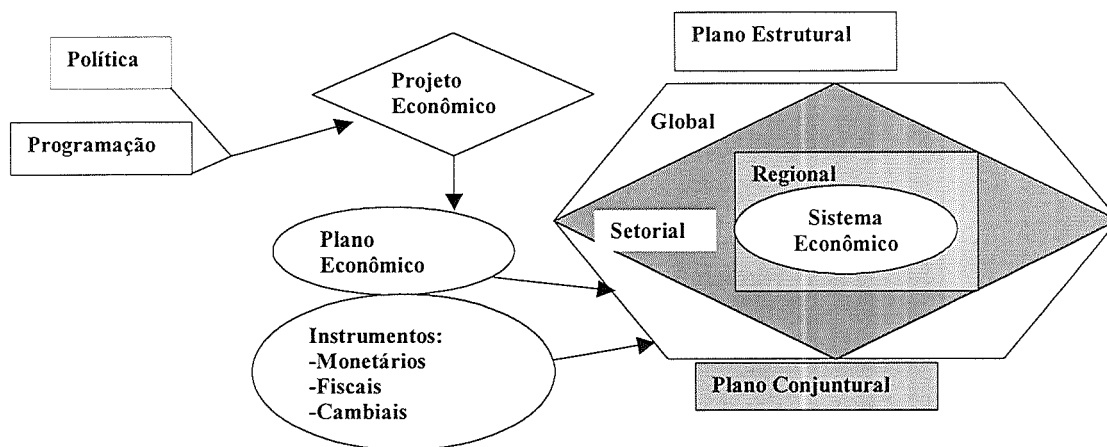 Política
Programação
Projeto
Econômico
Plano
Econômico
Instrumentos:
-Monetários
-Fiscais
-Cambiais
Plano Estrutural
Global
Regional
Setorial
Sistema
Econômico
Plano Conjuntural